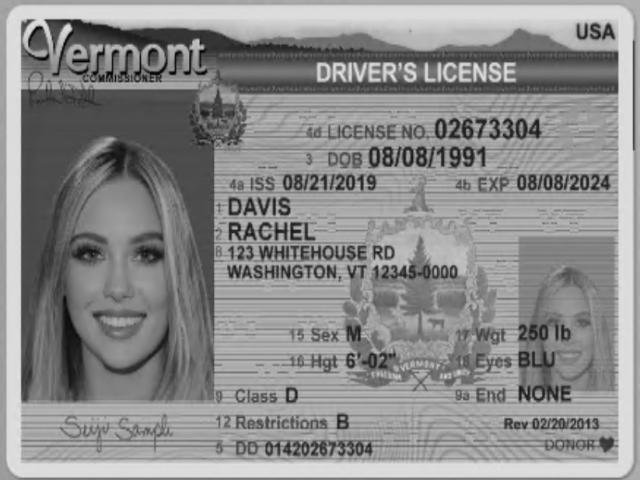 Vermont
USA
COMMISSIONER
DRIVER'S LICENSE
4d LICENSE NO. 02673304
3 DOB 08/08/1991
4a ISS 08/21/2019 4b EXP 08/08/2024
1 DAVIS
2 RACHEL
8 123 WHITEHOUSE RD
WASHINGTON, VT 12345-0000
15 Sex M 17 Wgt 250 lb
16 Hgt 6'-02" 18 Eyes BLU
VERMONT
9 Class D 9a End NONE
Seiji Sample
12 Restrictions B
Rev 02/20/2013
5 DD 014202673304
DONOR